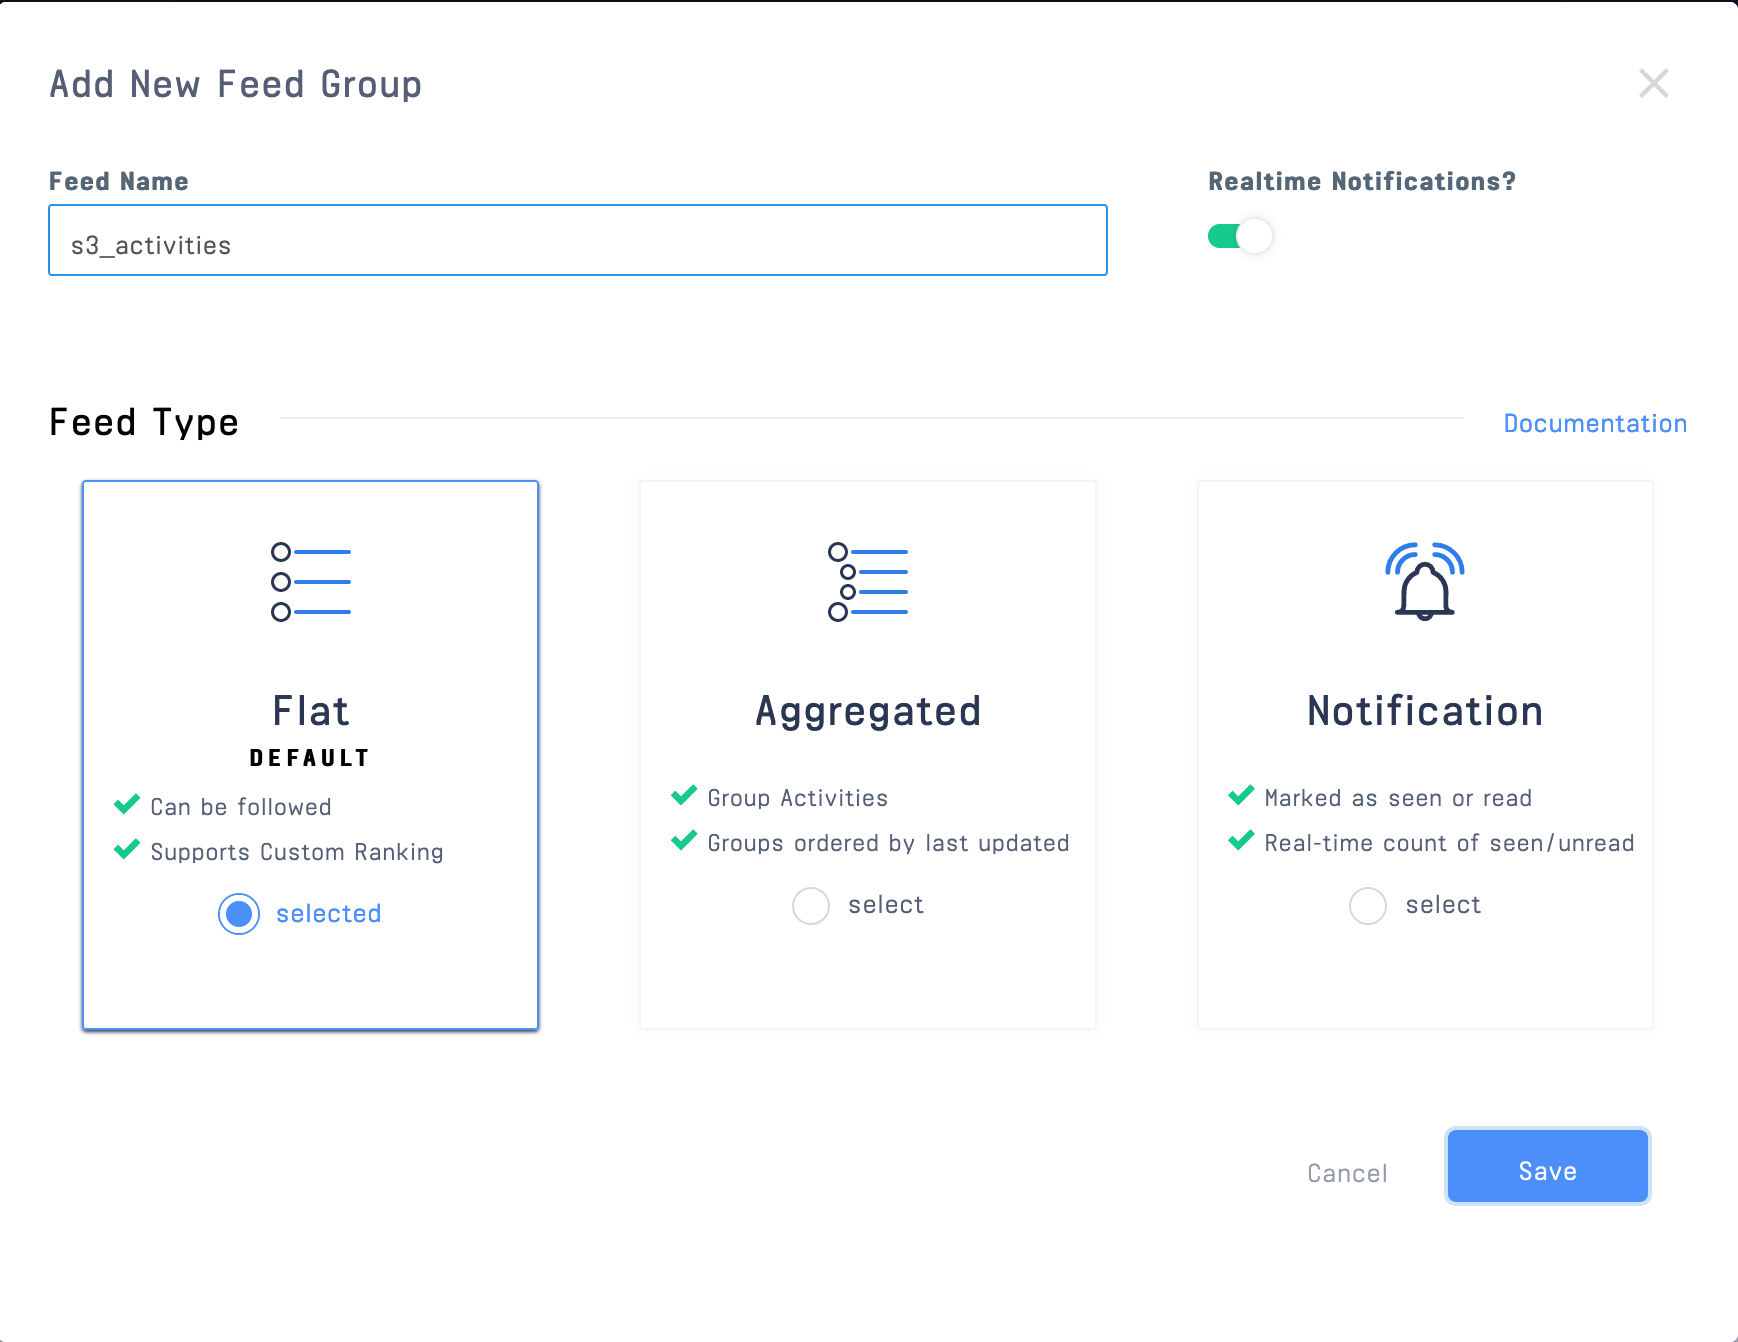 Add New Feed Group
Feed Name
Realtime Notifications?
s3_activities
Feed Type
Documentation
Flat
DEFAULT
Can be followed
Supports Custom Ranking
selected
Aggregated
Group Activities
Groups ordered by last updated
select
Notification
Marked as seen or read
Real-time count of seen/unread
select
Cancel
Save